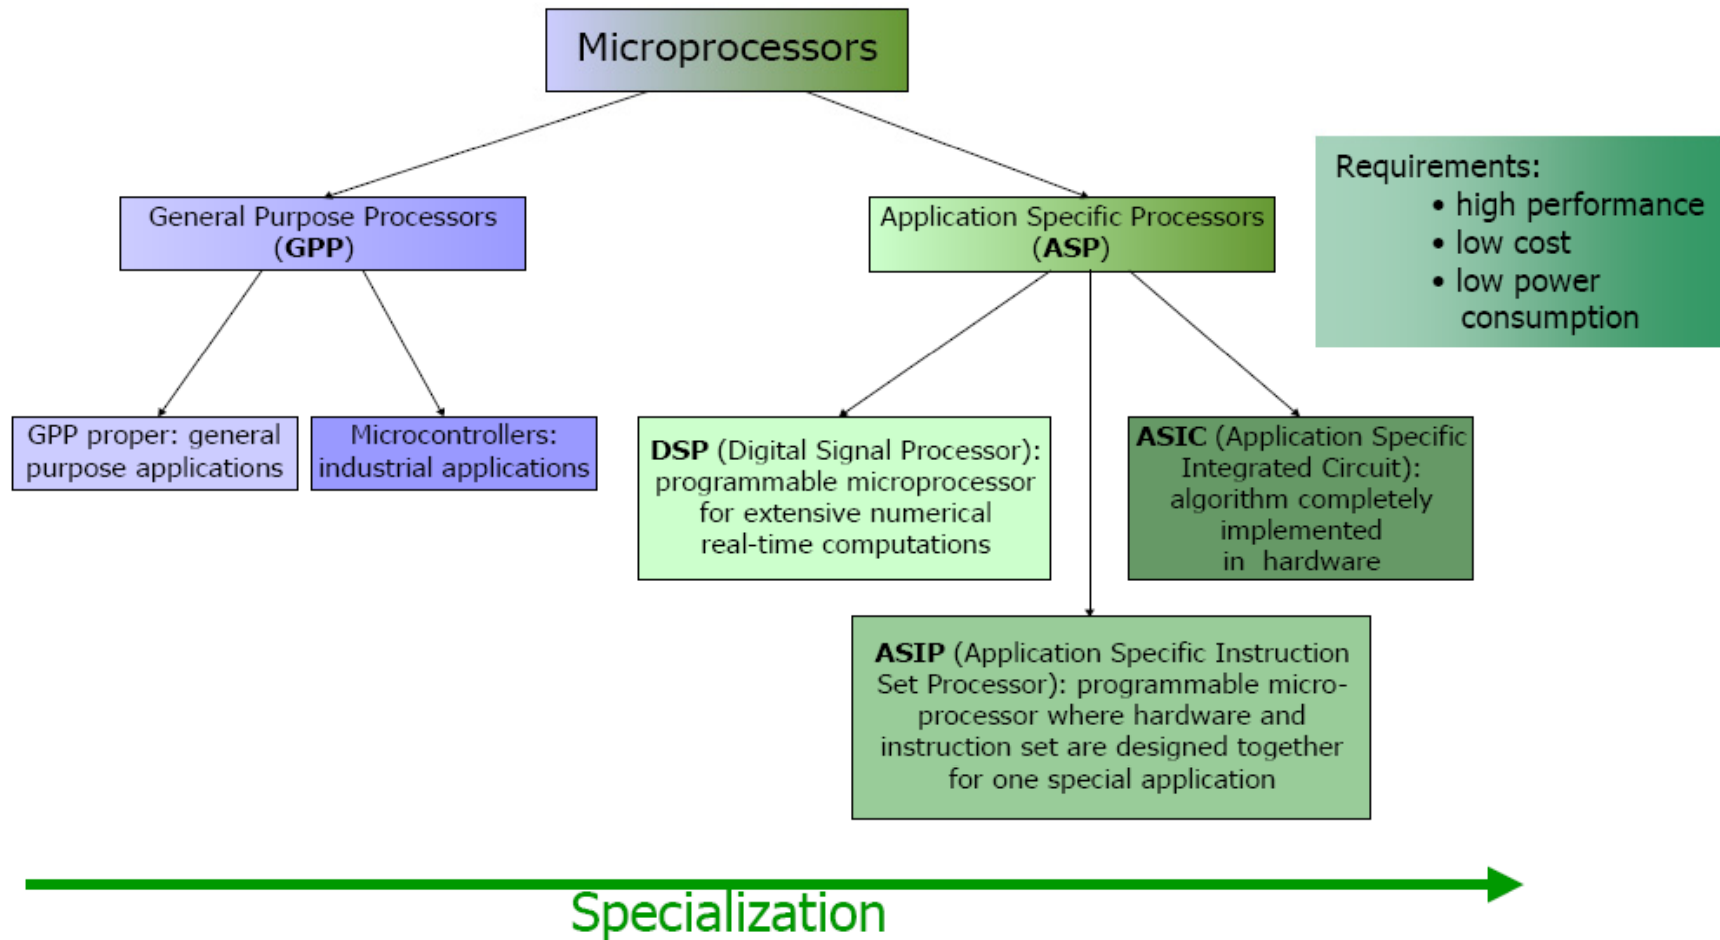 Microprocessors
General Purpose Processors
(GPP)
Application Specific Processors
(ASP)
Requirements:
• high performance
• low cost
• low power
consumption
GPP proper: general
purpose applications
Microcontrollers:
industrial applications
DSP (Digital Signal Processor):
programmable microprocessor
for extensive numerical
real-time computations
ASIC (Application Specific
Integrated Circuit):
algorithm completely
implemented
in hardware
ASIP (Application Specific Instruction
Set Processor): programmable micro-
processor where hardware and
instruction set are designed together
for one special application
Specialization